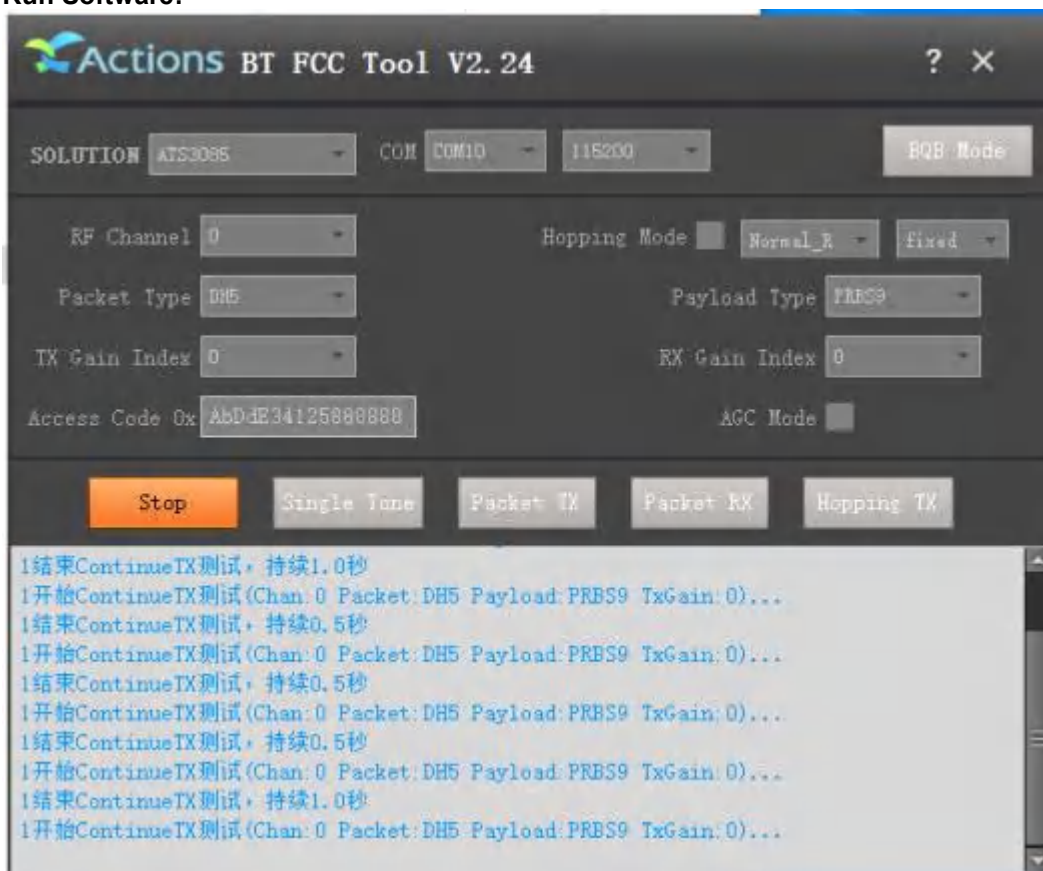 Run Software:
Actions BT FCC Tool V2.24 ? ×
SOLUTION ATS3085 COM COM10 115200 BQB Mode
RF Channel 0 Hopping Mode Normal_R fixed
Packet Type DH5 Payload Type PRBS9
TX Gain Index 0 RX Gain Index 0
Access Code 0x AbDdE34125888888 AGC Mode
Stop Single Tone Packet TX Packet RX Hopping TX
1结束ContinueTX测试，持续1.0秒
1开始ContinueTX测试(Chan:0 Packet:DH5 Payload:PRBS9 TxGain:0)...
1结束ContinueTX测试，持续0.5秒
1开始ContinueTX测试(Chan:0 Packet:DH5 Payload:PRBS9 TxGain:0)...
1结束ContinueTX测试，持续0.5秒
1开始ContinueTX测试(Chan:0 Packet:DH5 Payload:PRBS9 TxGain:0)...
1结束ContinueTX测试，持续0.5秒
1开始ContinueTX测试(Chan:0 Packet:DH5 Payload:PRBS9 TxGain:0)...
1结束ContinueTX测试，持续1.0秒
1开始ContinueTX测试(Chan:0 Packet:DH5 Payload:PRBS9 TxGain:0)...